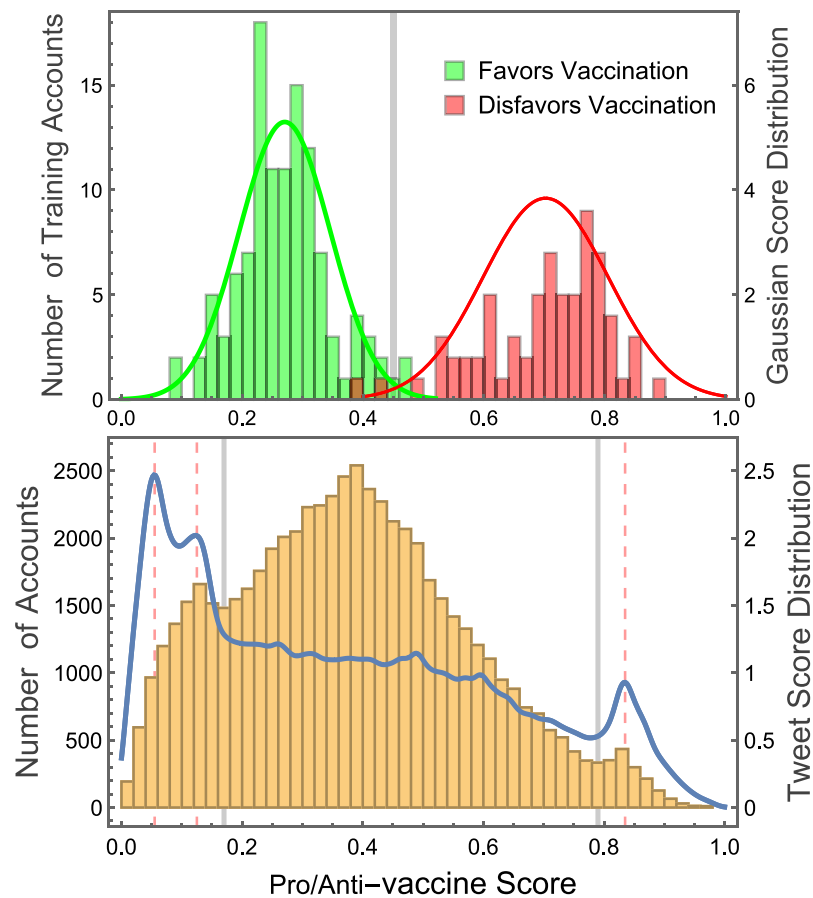 Number of Training Accounts
15
10
5
0
Favors Vaccination
Disfavors Vaccination
6
4
2
0
Gaussian Score Distribution
0.0 0.2 0.4 0.6 0.8 1.0
Number of Accounts
2500
2000
1500
1000
500
0
2.5
2
1.5
1
0.5
0
Tweet Score Distribution
0.0 0.2 0.4 0.6 0.8 1.0
Pro/Anti-vaccine Score